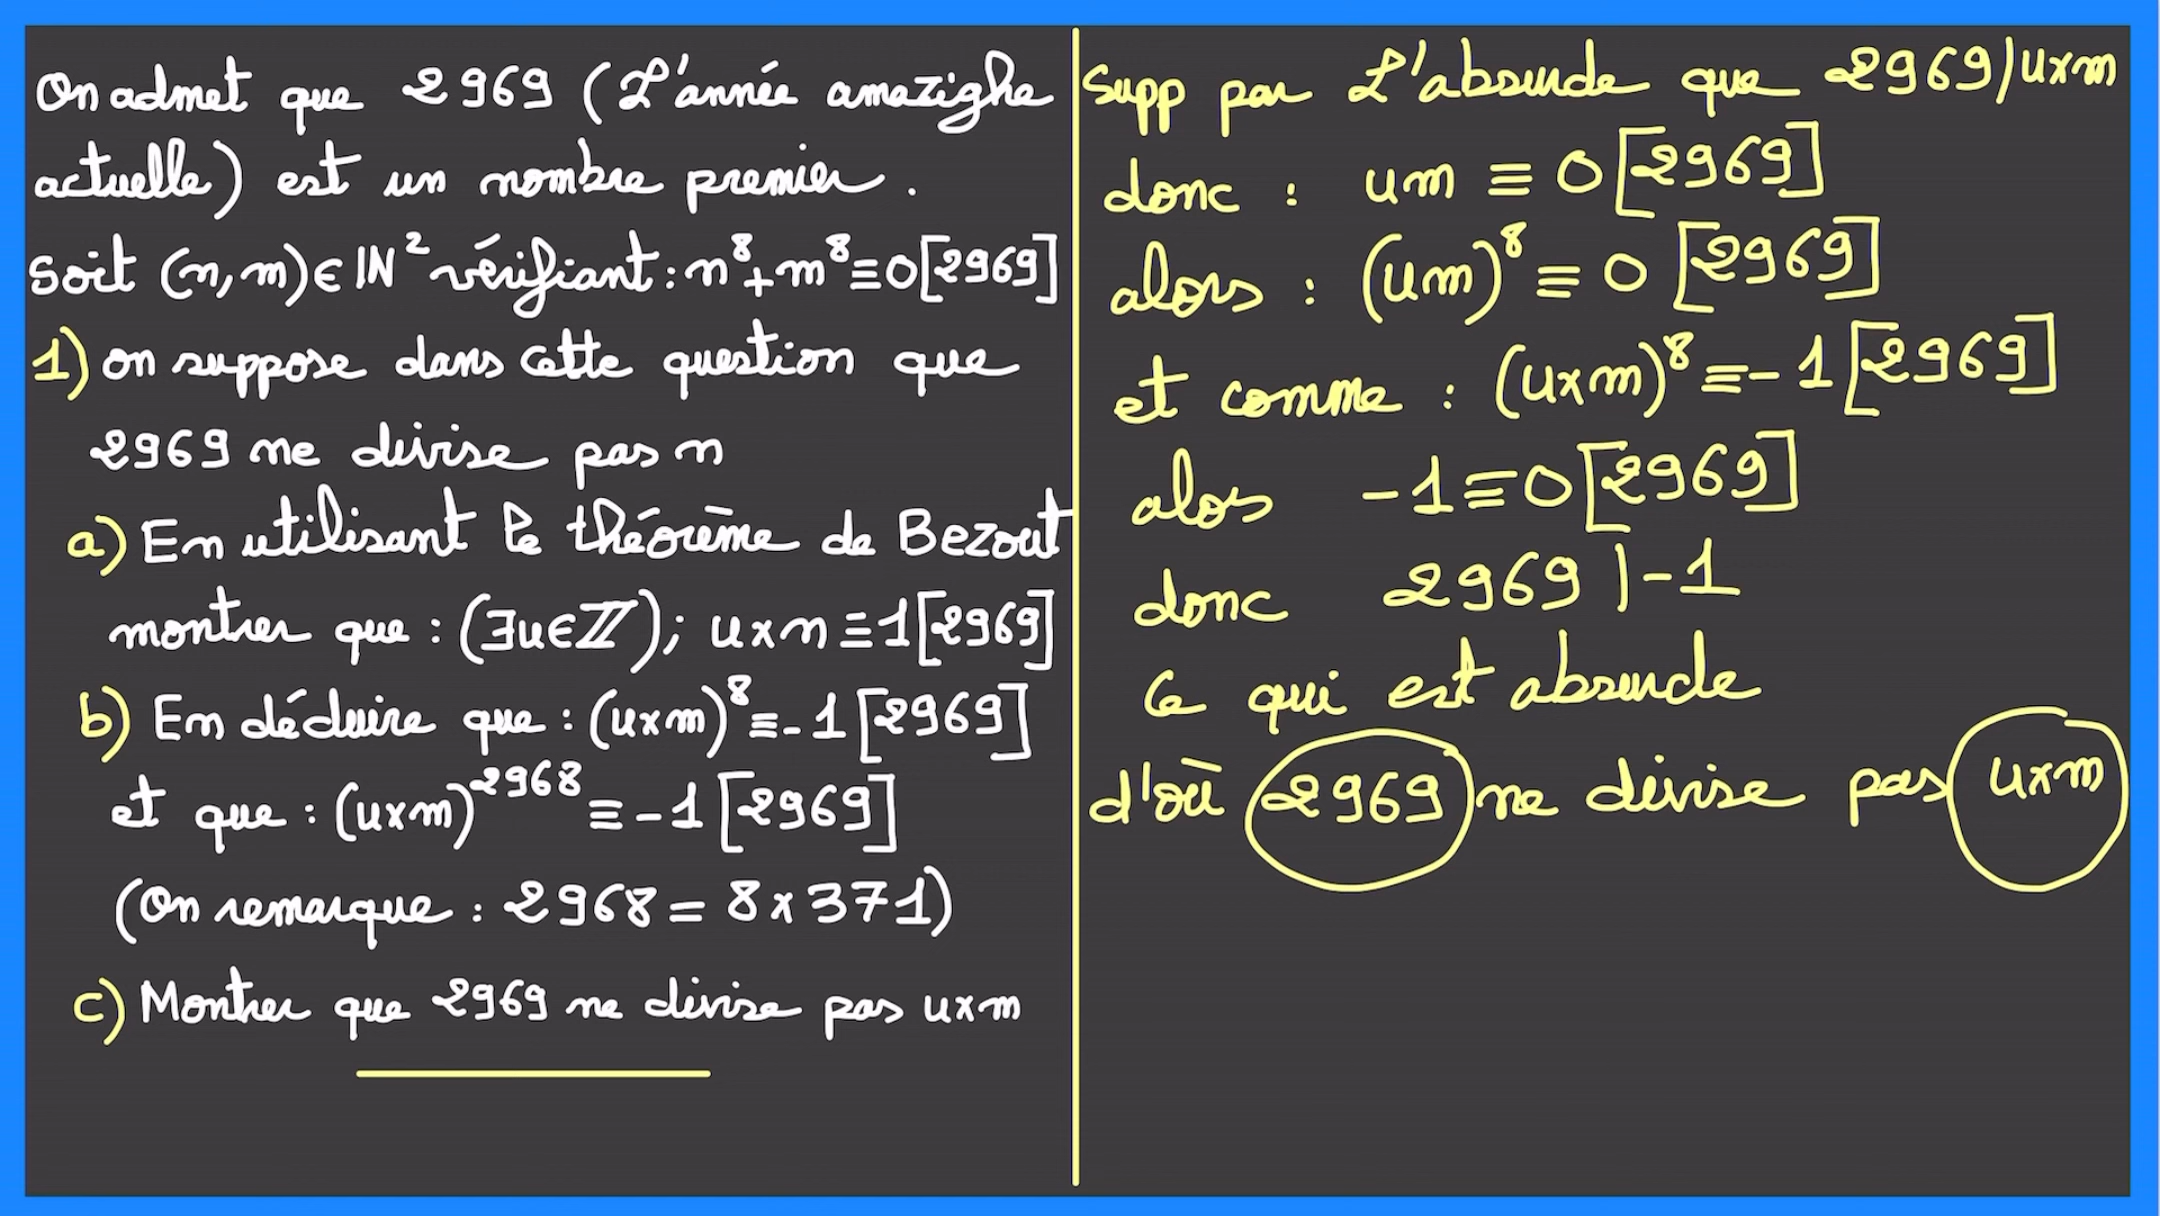 On admet que 2969 (L'année amazighe
actuelle) est un nombre premier.
Soit (n,m)∈ℕ² vérifiant : n⁸+m⁸≡0[2969]
1) on suppose dans cette question que
2969 ne divise pas n
a) En utilisant le théorème de Bezout
montrer que : (∃u∈ℤ); u×n≡1[2969]
b) En déduire que : (u×m)⁸≡-1[2969]
et que : (u×m)²⁹⁶⁸≡-1[2969]
(On remarque : 2968 = 8×371)
c) Montrer que 2969 ne divise pas u×m
Supp par L'absurde que 2969/u×m
donc : um ≡ 0[2969]
alors : (um)⁸ ≡ 0 [2969]
et comme : (u×m)⁸≡-1[2969]
alors -1≡0[2969]
donc 2969 |-1
ce qui est absurde
d'où 2969 ne divise pas u×m